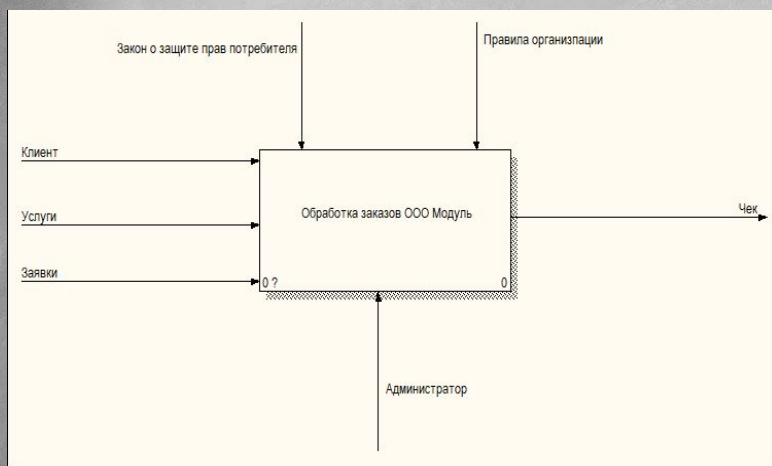 Закон о защите прав потребителя
Правила организпации
Клиент
Услуги
Заявки
Обработка заказов ООО Модуль
0 ?
0
Чек
Администратор